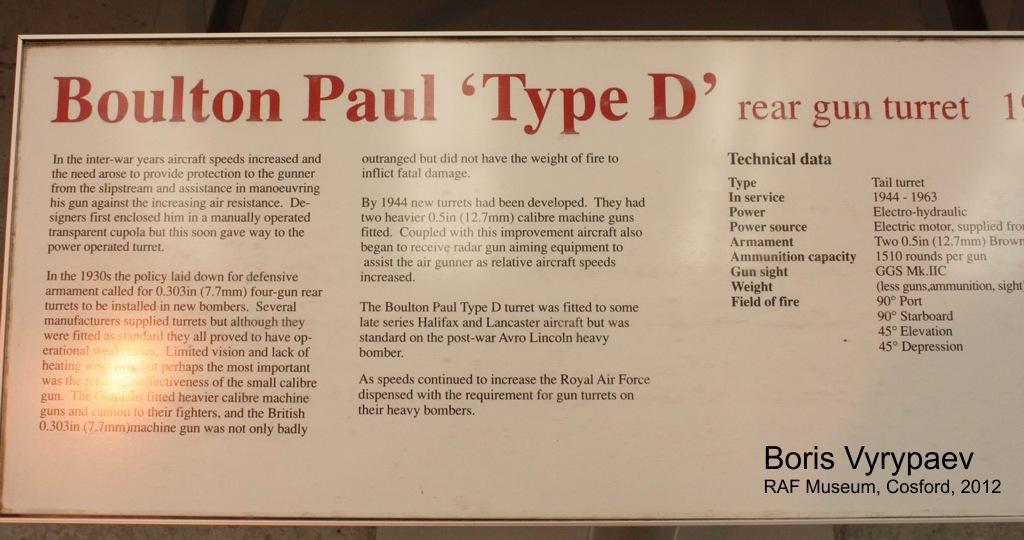 Boulton Paul ‘Type D’ rear gun turret 19
In the inter-war years aircraft speeds increased and
the need arose to provide protection to the gunner
from the slipstream and assistance in manoeuvring
his gun against the increasing air resistance. De-
signers first enclosed him in a manually operated
transparent cupola but this soon gave way to the
power operated turret.
In the 1930s the policy laid down for defensive
armament called for 0.303in (7.7mm) four-gun rear
turrets to be installed in new bombers. Several
manufacturers supplied turrets but although they
were fitted as standard they all proved to have op-
erational weaknesses. Limited vision and lack of
heating were two, but perhaps the most important
was the relative ineffectiveness of the small calibre
gun. The Germans fitted heavier calibre machine
guns and cannon to their fighters, and the British
0.303in (7.7mm)machine gun was not only badly
outranged but did not have the weight of fire to
inflict fatal damage.
By 1944 new turrets had been developed. They had
two heavier 0.5in (12.7mm) calibre machine guns
fitted. Coupled with this improvement aircraft also
began to receive radar gun aiming equipment to
assist the air gunner as relative aircraft speeds
increased.
The Boulton Paul Type D turret was fitted to some
late series Halifax and Lancaster aircraft but was
standard on the post-war Avro Lincoln heavy
bomber.
As speeds continued to increase the Royal Air Force
dispensed with the requirement for gun turrets on
their heavy bombers.
Technical data
Type Tail turret
In service 1944 - 1963
Power Electro-hydraulic
Power source Electric motor, supplied from
Armament Two 0.5in (12.7mm) Brown
Ammunition capacity 1510 rounds per gun
Gun sight GGS Mk.IIC
Weight (less guns,ammunition, sight
Field of fire 90° Port
90° Starboard
45° Elevation
45° Depression
Boris Vyrypaev
RAF Museum, Cosford, 2012